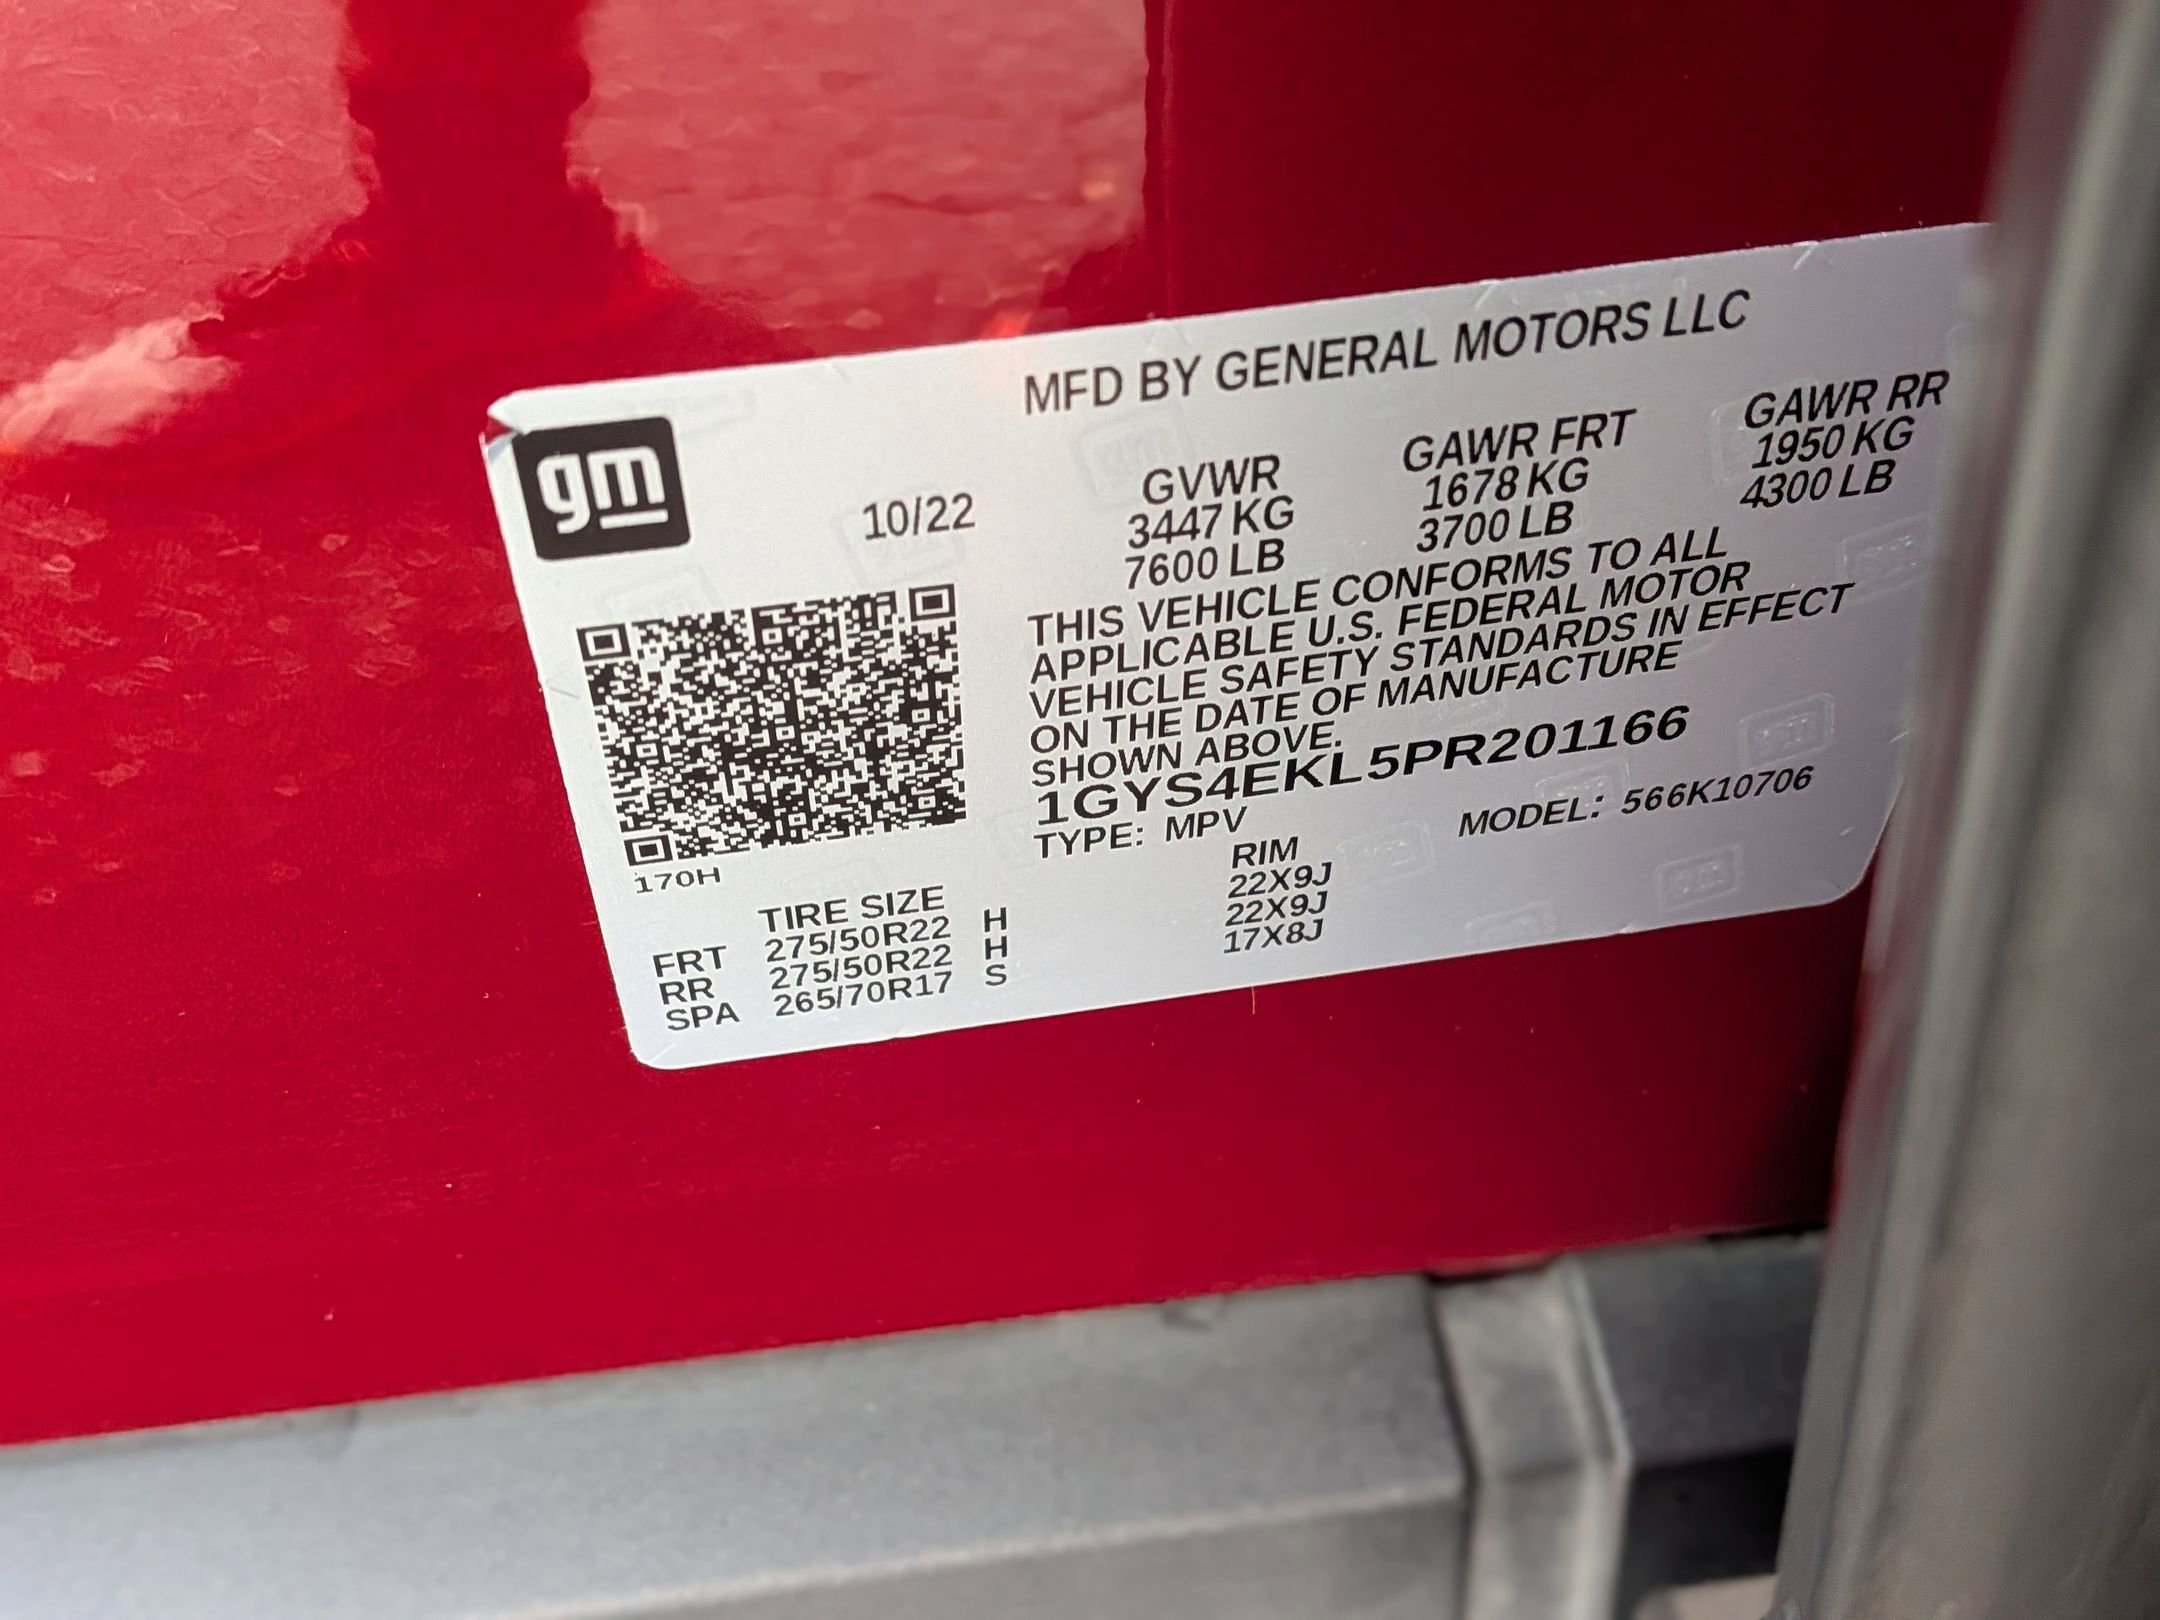 MFD BY GENERAL MOTORS LLC
gm
10/22
GVWR GAWR FRT GAWR RR
3447 KG 1678 KG 1950 KG
7600 LB 3700 LB 4300 LB
THIS VEHICLE CONFORMS TO ALL
APPLICABLE U.S. FEDERAL MOTOR
VEHICLE SAFETY STANDARDS IN EFFECT
ON THE DATE OF MANUFACTURE
SHOWN ABOVE.
1GYS4EKL5PR201166
TYPE: MPV MODEL: 566K10706
170H
TIRE SIZE RIM
FRT 275/50R22 H 22X9J
RR 275/50R22 H 22X9J
SPA 265/70R17 S 17X8J